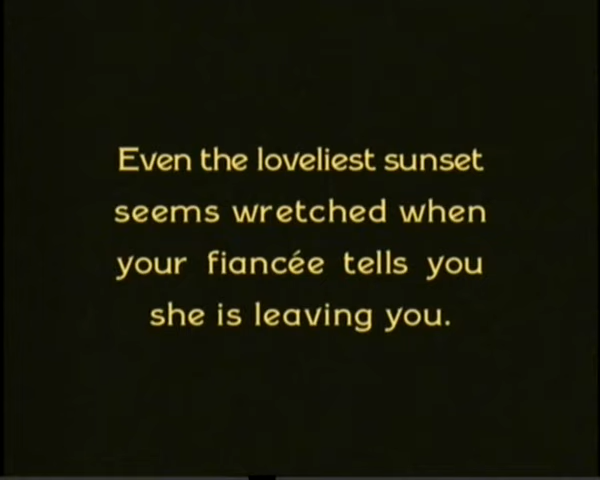 Even the loveliest sunset
seems wretched when
your fiancée tells you
she is leaving you.